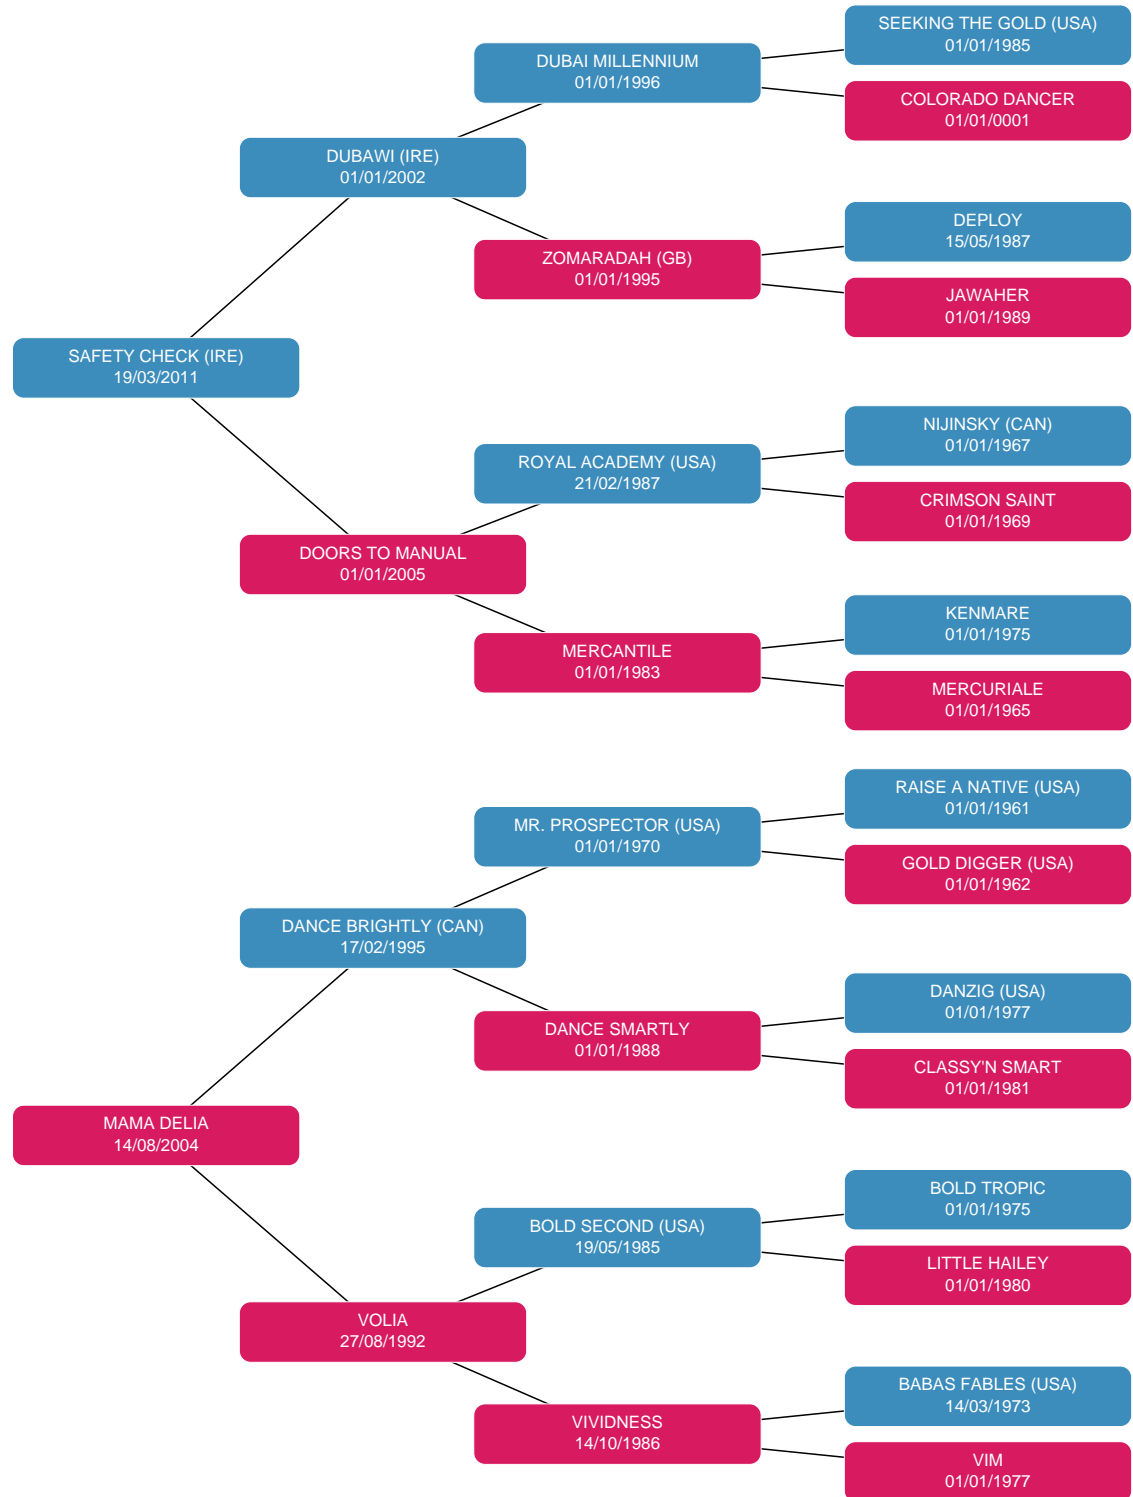 SEEKING THE GOLD (USA)
01/01/1985
DUBAI MILLENNIUM
01/01/1996
COLORADO DANCER
01/01/0001
DUBAWI (IRE)
01/01/2002
DEPLOY
15/05/1987
ZOMARADAH (GB)
01/01/1995
JAWAHER
01/01/1989
SAFETY CHECK (IRE)
19/03/2011
NIJINSKY (CAN)
01/01/1967
ROYAL ACADEMY (USA)
21/02/1987
CRIMSON SAINT
01/01/1969
DOORS TO MANUAL
01/01/2005
KENMARE
01/01/1975
MERCANTILE
01/01/1983
MERCURIALE
01/01/1965
RAISE A NATIVE (USA)
01/01/1961
MR. PROSPECTOR (USA)
01/01/1970
GOLD DIGGER (USA)
01/01/1962
DANCE BRIGHTLY (CAN)
17/02/1995
DANZIG (USA)
01/01/1977
DANCE SMARTLY
01/01/1988
CLASSY'N SMART
01/01/1981
MAMA DELIA
14/08/2004
BOLD TROPIC
01/01/1975
BOLD SECOND (USA)
19/05/1985
LITTLE HAILEY
01/01/1980
VOLIA
27/08/1992
BABAS FABLES (USA)
14/03/1973
VIVIDNESS
14/10/1986
VIM
01/01/1977